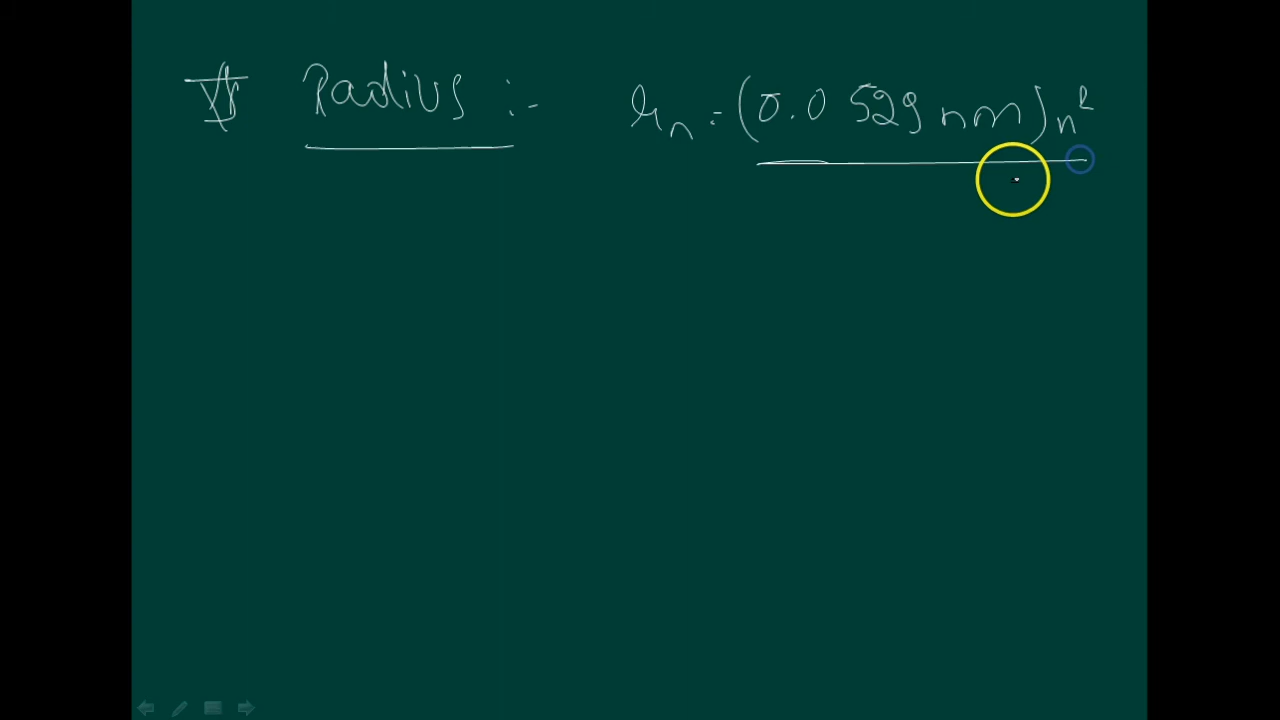 Radius :- rₙ = (0.0529 nm) n²